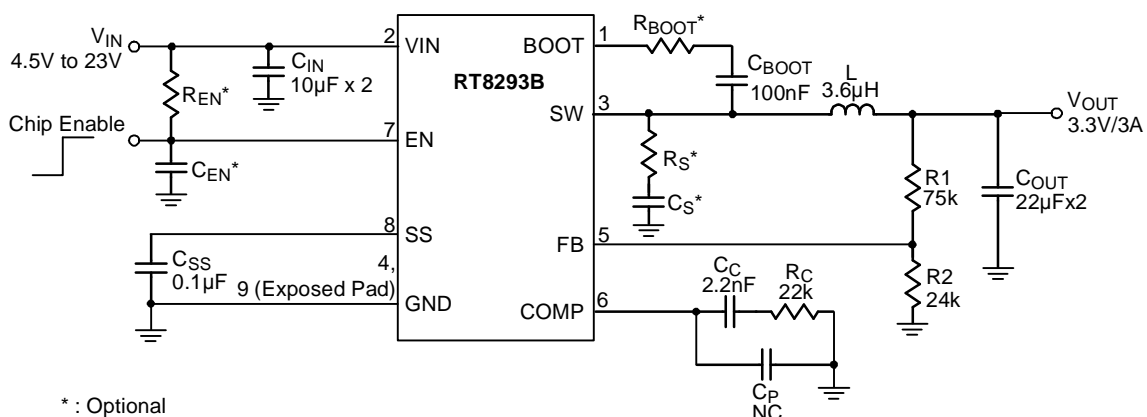 VIN
4.5V to 23V
REN*
Chip Enable
CEN*
CIN
10µF x 2
2
VIN
7
EN
8
SS
CSS
0.1µF
4,
9 (Exposed Pad)
GND
RT8293B
BOOT
1
RBOOT*
CBOOT
100nF
SW
3
L
3.6µH
VOUT
3.3V/3A
RS*
CS*
R1
75k
COUT
22µFx2
FB
5
R2
24k
COMP
6
CC
2.2nF
RC
22k
CP
NC
* : Optional